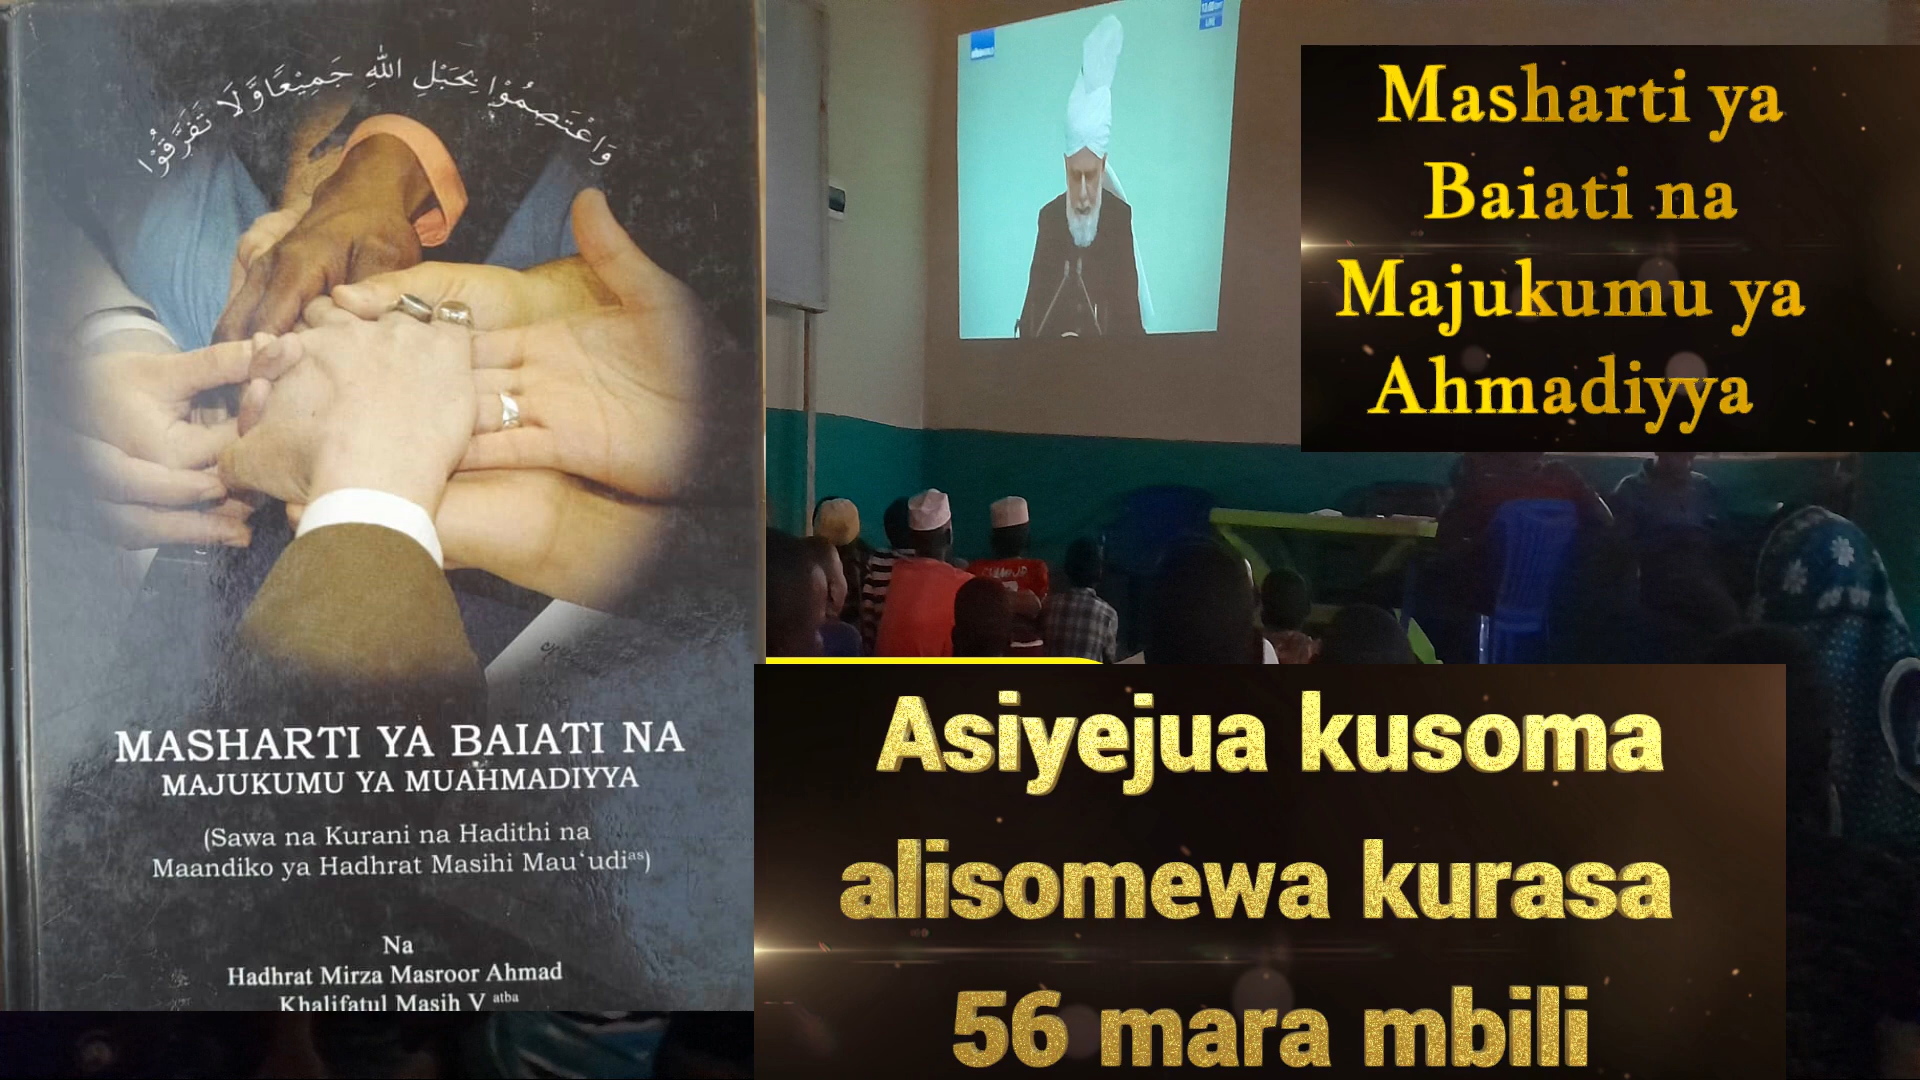 وَاعْتَصِمُوْا بِحَبْلِ اللّٰهِ جَمِيْعًا وَّ لَا تَفَرَّقُوْا
MASHARTI YA BAIATI NA
MAJUKUMU YA MUAHMADIYYA
(Sawa na Kurani na Hadithi na
Maandiko ya Hadhrat Masihi Mau‘udi as)
Na
Hadhrat Mirza Masroor Ahmad
Khalifatul Masih V atba
Masharti ya
Baiati na
Majukumu ya
Ahmadiyya
Asiyejua kusoma
alisomewa kurasa
56 mara mbili